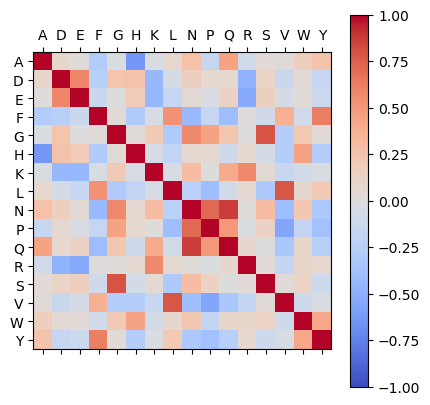 A D E F G H K L N P Q R S V W Y
A
D
E
F
G
H
K
L
N
P
Q
R
S
V
W
Y
1.00
0.75
0.50
0.25
0.00
−0.25
−0.50
−0.75
−1.00